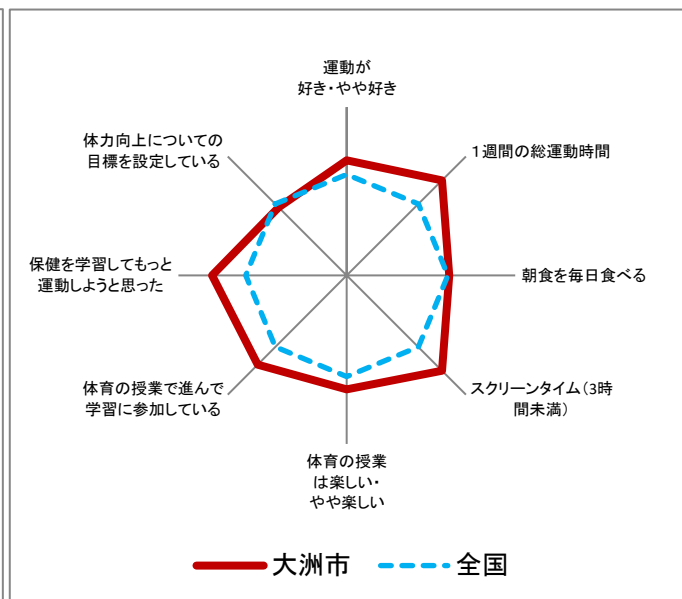 運動が
好き・やや好き
１週間の総運動時間
朝食を毎日食べる
スクリーンタイム（3時
間未満）
体育の授業
は楽しい・
やや楽しい
体育の授業で進んで
学習に参加している
保健を学習してもっと
運動しようと思った
体力向上についての
目標を設定している
大洲市
全国